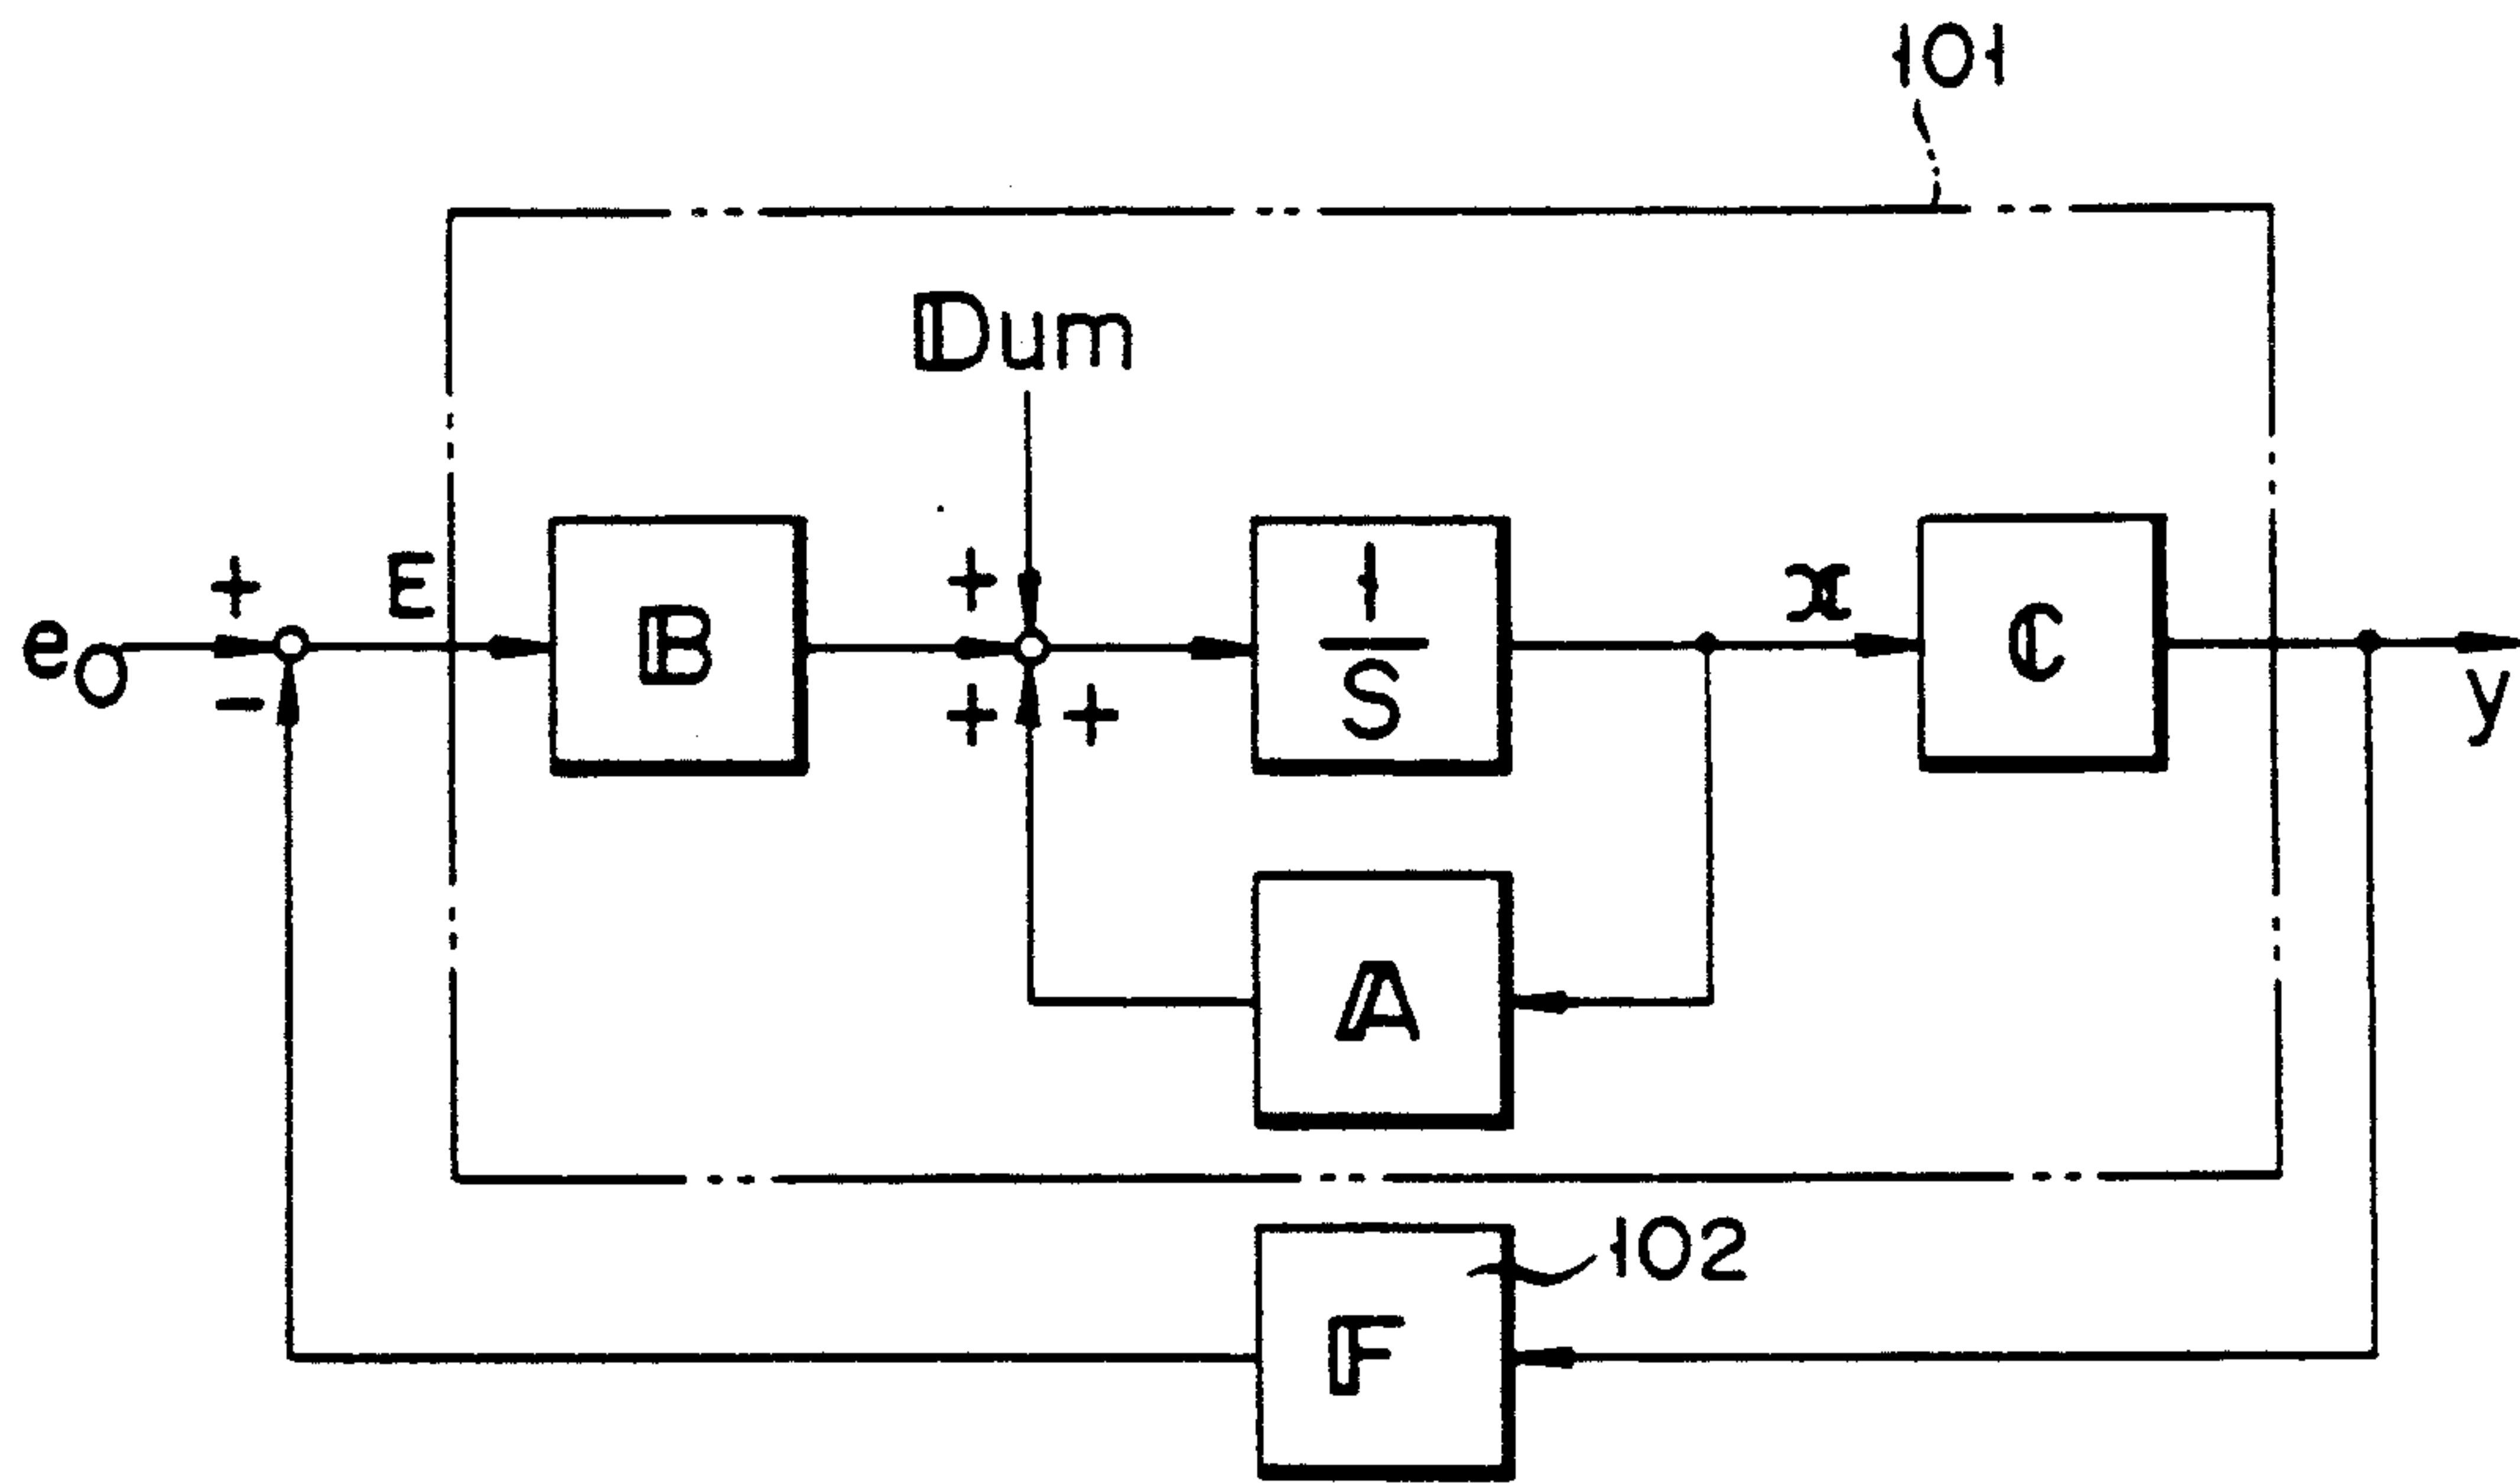 101
Dum
+ ε + 1/S x
e₀ 𝔹 ℂ
- + + y
𝔸
102
𝔽